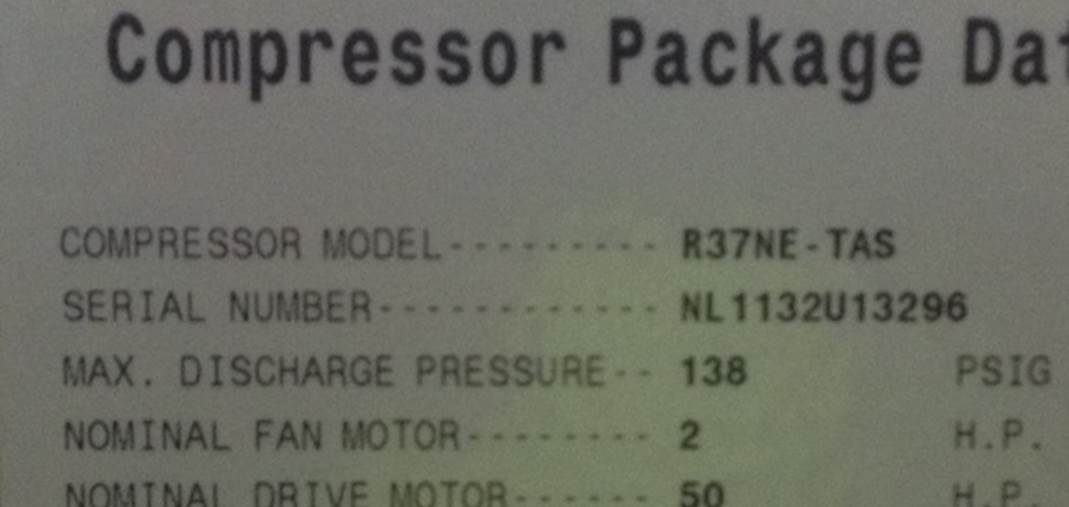 Compressor Package Dat
COMPRESSOR MODEL--------- R37NE-TAS
SERIAL NUMBER------------ NL1132U13296
MAX. DISCHARGE PRESSURE-- 138 PSIG
NOMINAL FAN MOTOR-------- 2 H.P.
NOMINAL DRIVE MOTOR------ 50 H.P.